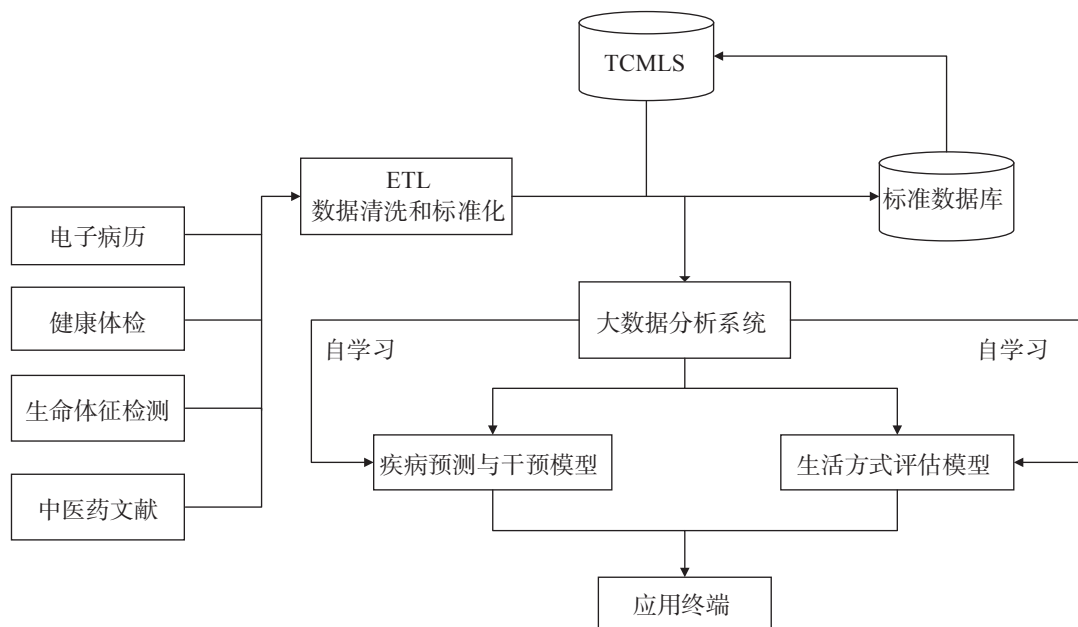 TCMLS
ETL
数据清洗和标准化
标准数据库
电子病历
健康体检
生命体征检测
中医药文献
大数据分析系统
自学习
自学习
疾病预测与干预模型
生活方式评估模型
应用终端